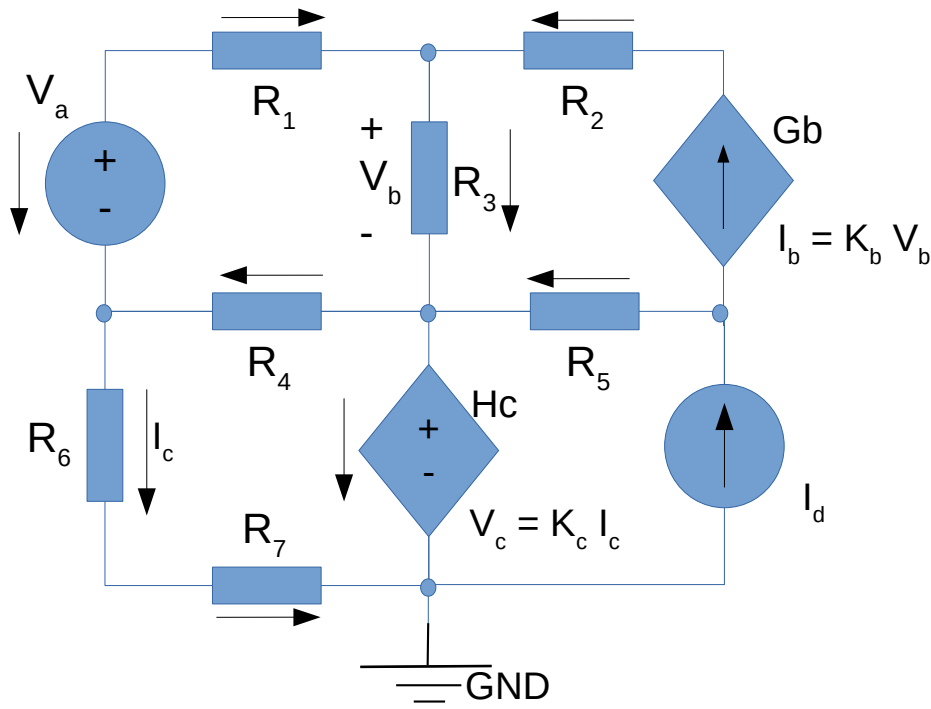 R1
R2
Va
+
-
+
Vb
-
R3
Gb
Ib = Kb Vb
R4
R5
R6
Ic
Hc
+
-
Vc = Kc Ic
Id
R7
GND